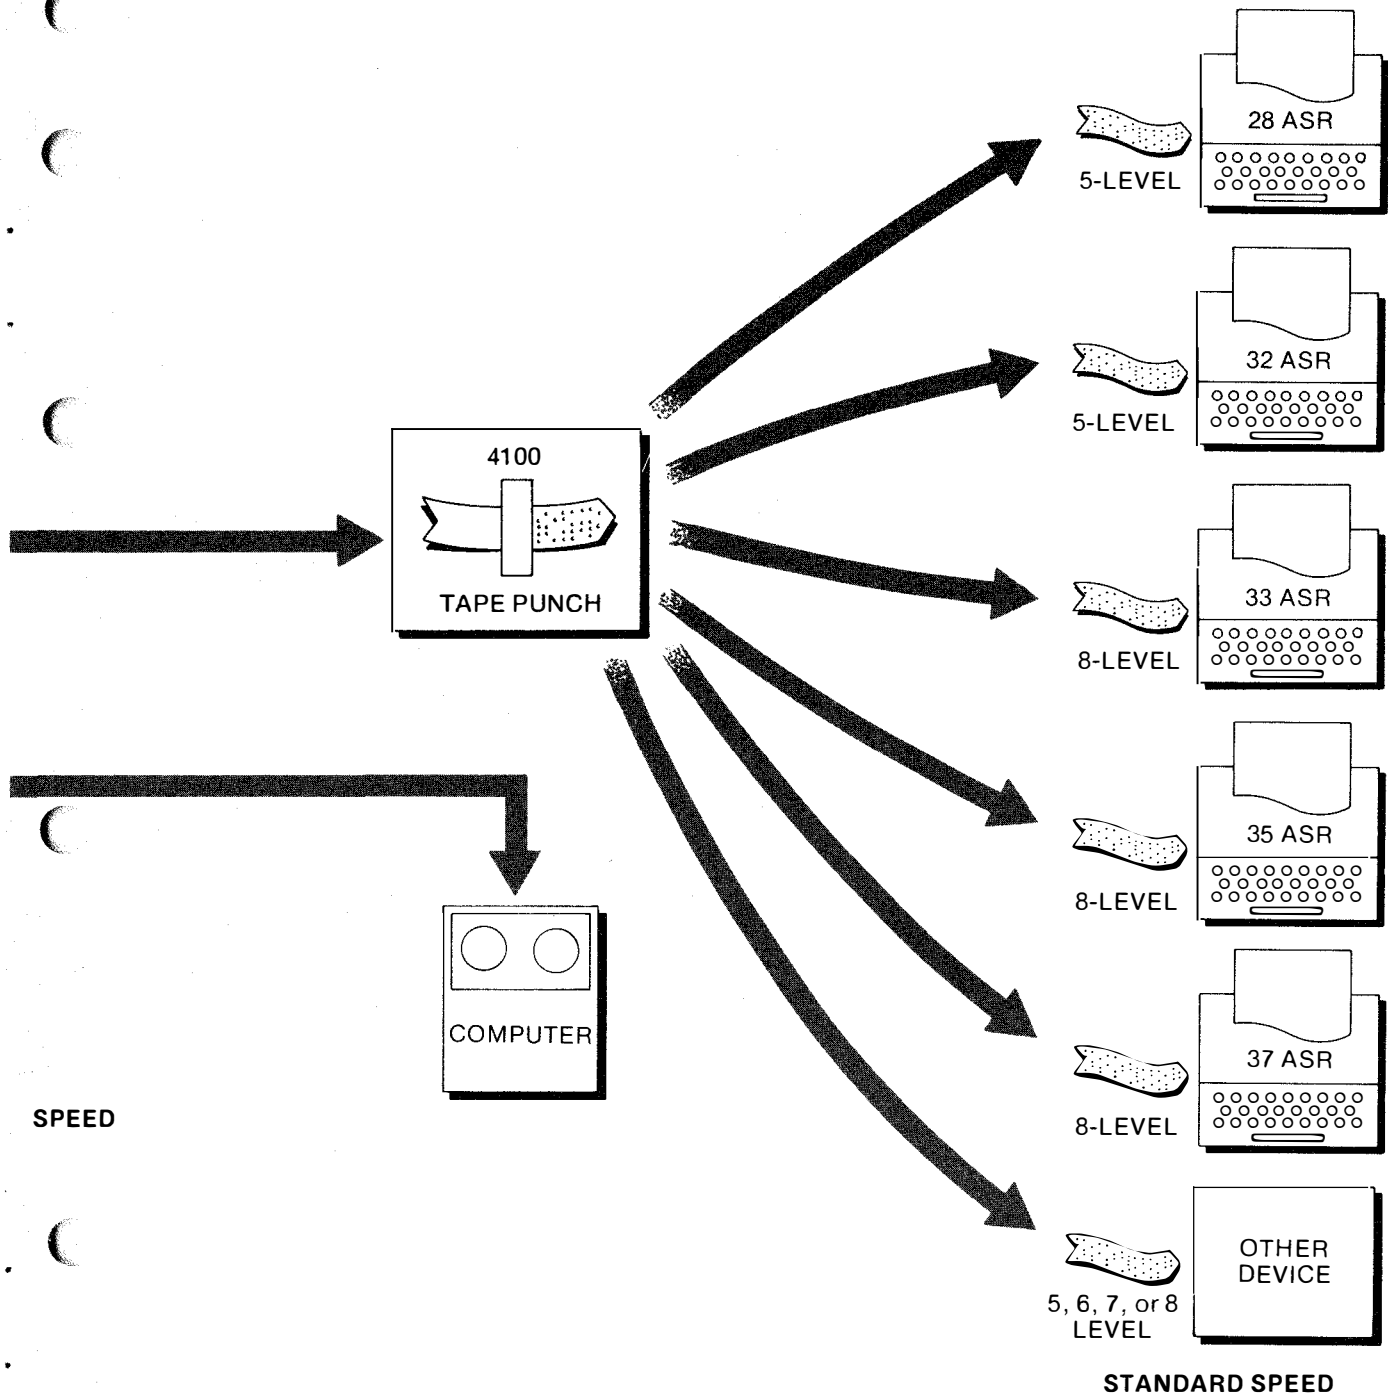 28 ASR
5-LEVEL
32 ASR
5-LEVEL
4100
TAPE PUNCH
33 ASR
8-LEVEL
35 ASR
8-LEVEL
COMPUTER
37 ASR
8-LEVEL
SPEED
OTHER
DEVICE
5, 6, 7, or 8
LEVEL
STANDARD SPEED